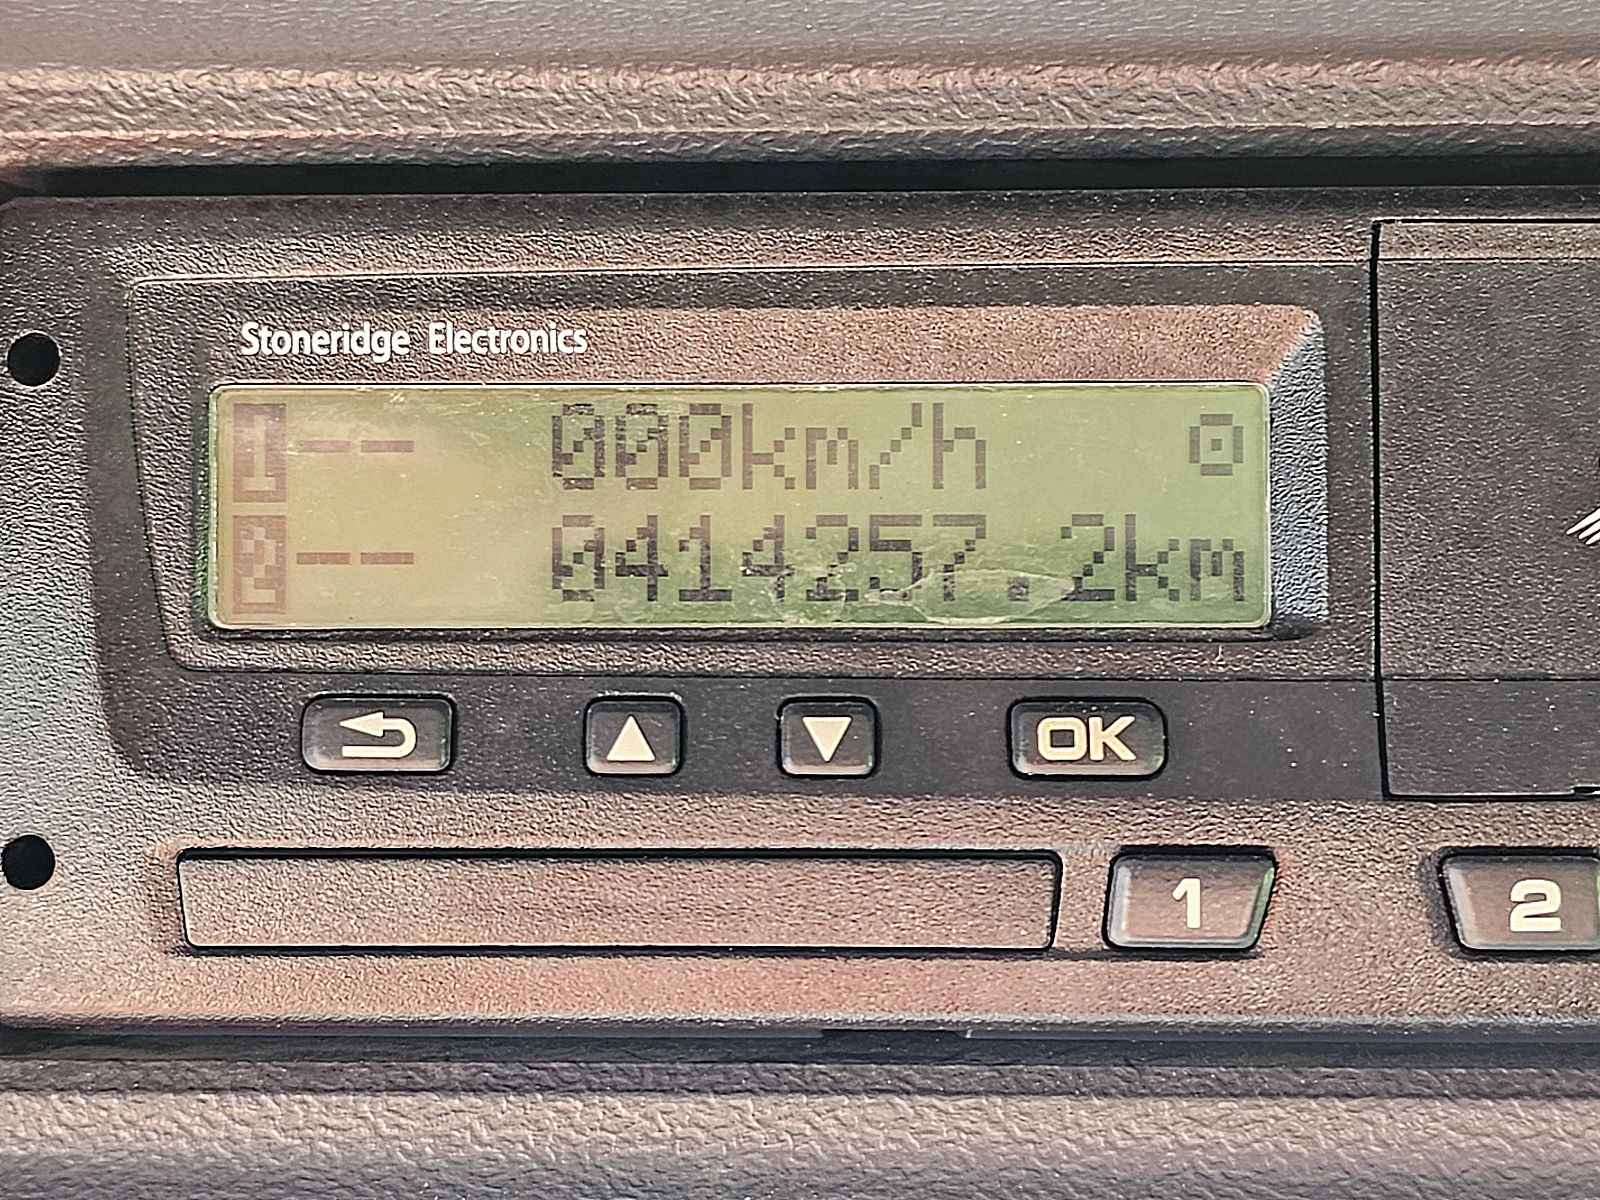 Stoneridge Electronics
1-- 000km/h
2-- 0414257.2km
OK
1
2